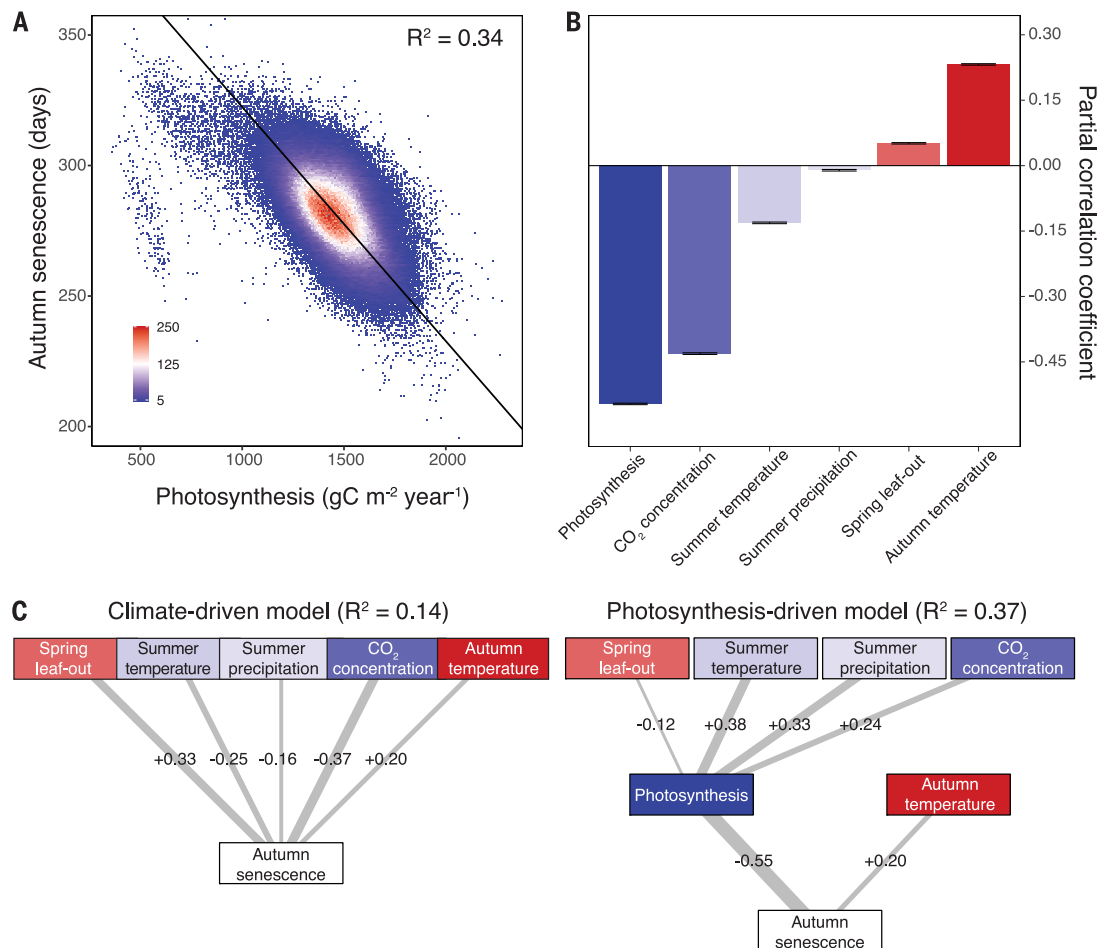 A
R² = 0.34
Autumn senescence (days)
350
300
250
200
250
125
5
500
1000
1500
2000
Photosynthesis (gC m⁻² year⁻¹)
B
0.30
0.15
0.00
-0.15
-0.30
-0.45
Partial correlation coefficient
Photosynthesis
CO₂ concentration
Summer temperature
Summer precipitation
Spring leaf-out
Autumn temperature
C
Climate-driven model (R² = 0.14)
Spring
leaf-out
Summer
temperature
Summer
precipitation
CO₂
concentration
Autumn
temperature
+0.33
-0.25
-0.16
-0.37
+0.20
Autumn
senescence
Photosynthesis-driven model (R² = 0.37)
Spring
leaf-out
Summer
temperature
Summer
precipitation
CO₂
concentration
-0.12
+0.38
+0.33
+0.24
Photosynthesis
Autumn
temperature
-0.55
+0.20
Autumn
senescence